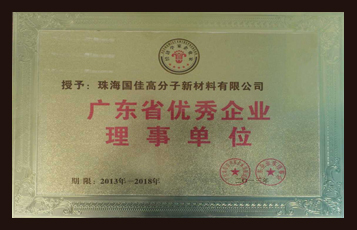 授予：珠海国佳高分子新材料有限公司
广东省优秀企业
理事单位
期限：2013年—2018年